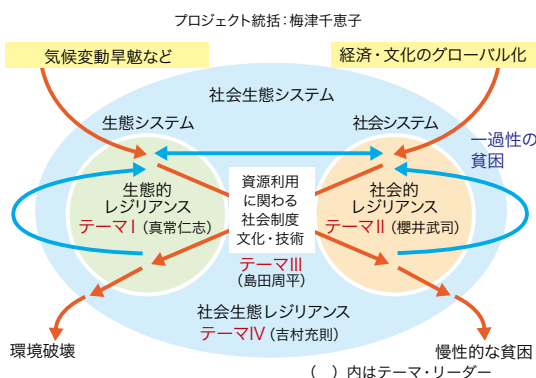 プロジェクト統括：梅津千恵子
気候変動旱魃など
経済・文化のグローバル化
社会生態システム
生態システム
社会システム
一過性の
貧困
資源利用
に関わる
社会制度
文化・技術
生態的
レジリアンス
テーマI（真常仁志）
社会的
レジリアンス
テーマII（櫻井武司）
テーマIII
（島田周平）
社会生態レジリアンス
テーマIV（吉村充則）
環境破壊
慢性的な貧困
（　）内はテーマ・リーダー